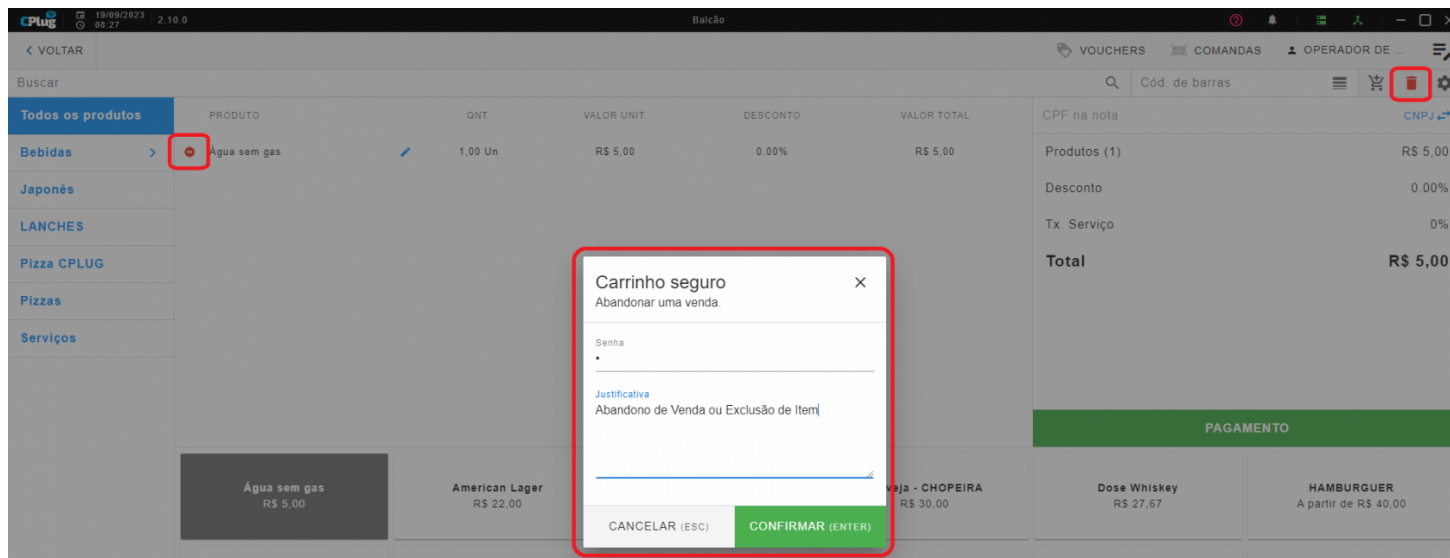 CPlug
19/09/2023
08:27
2.10.0
Balcão
VOLTAR
VOUCHERS
COMANDAS
OPERADOR DE ...
Buscar
Cód. de barras
Todos os produtos
PRODUTO
QNT.
VALOR UNIT.
DESCONTO
VALOR TOTAL
CPF na nota
CNPJ
Bebidas
Água sem gas
1,00 Un
R$ 5,00
0.00%
R$ 5,00
Produtos (1)
R$ 5,00
Japonês
Desconto
0.00%
LANCHES
Tx. Serviço
0%
Pizza CPLUG
Total
R$ 5,00
Pizzas
Serviços
Carrinho seguro
Abandonar uma venda.
Senha
Justificativa
Abandono de Venda ou Exclusão de Item
CANCELAR (ESC)
CONFIRMAR (ENTER)
PAGAMENTO
Água sem gas
R$ 5,00
American Lager
R$ 22,00
- CHOPEIRA
R$ 30,00
Dose Whiskey
R$ 27,67
HAMBURGUER
A partir de R$ 40,00